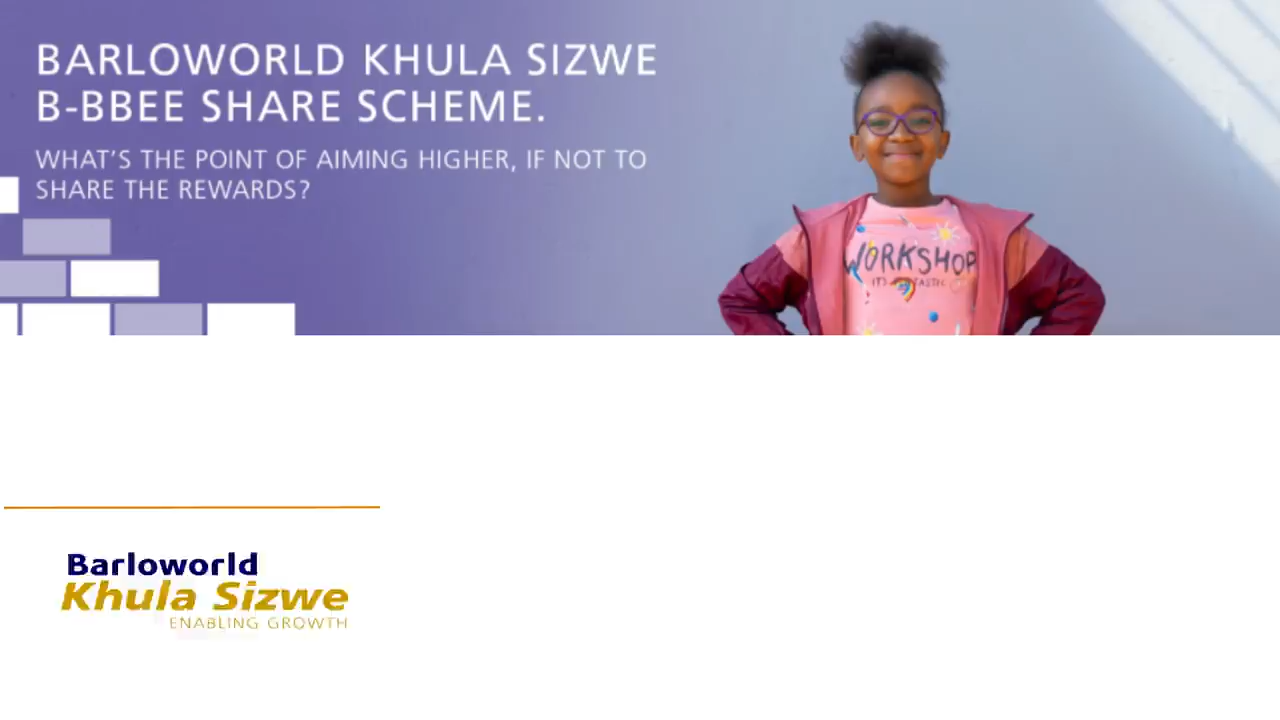 BARLOWORLD KHULA SIZWE
B-BBEE SHARE SCHEME.
WHAT'S THE POINT OF AIMING HIGHER, IF NOT TO
SHARE THE REWARDS?
WORKSHOP
Barloworld
Khula Sizwe
ENABLING GROWTH